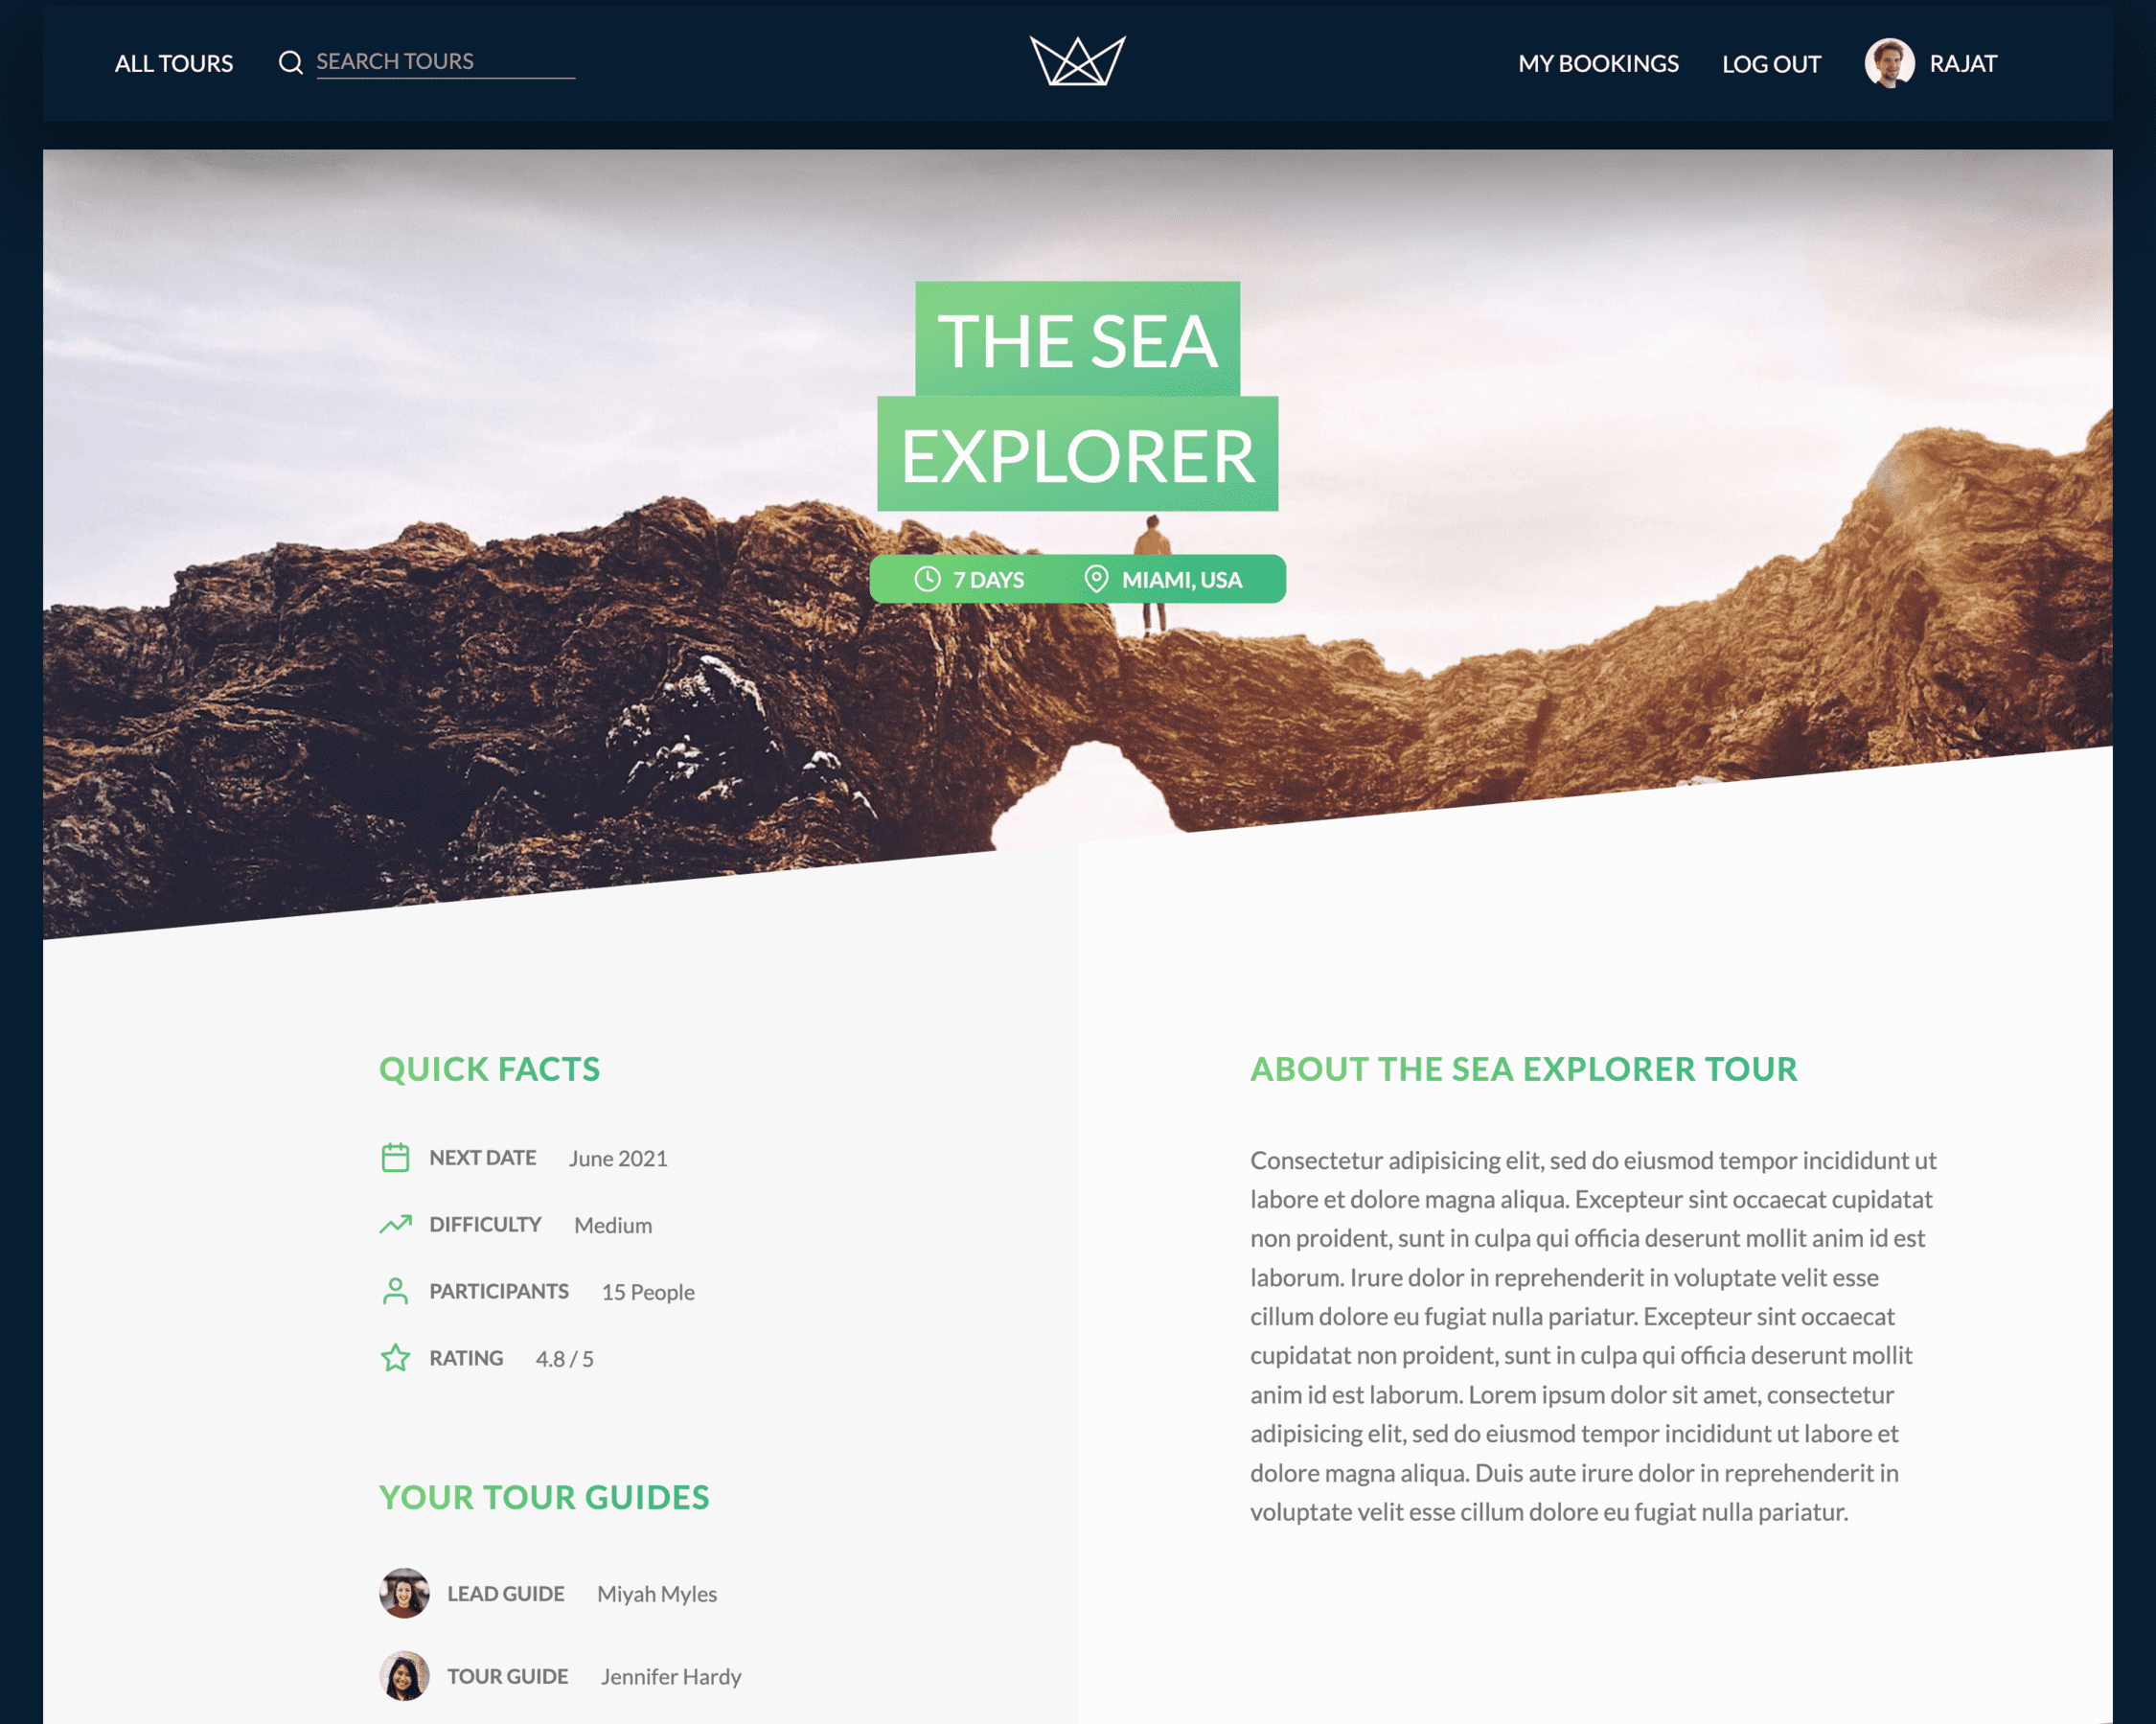 ALL TOURS
SEARCH TOURS
MY BOOKINGS
LOG OUT
RAJAT
THE SEA
EXPLORER
7 DAYS
MIAMI, USA
QUICK FACTS
NEXT DATE June 2021
DIFFICULTY Medium
PARTICIPANTS 15 People
RATING 4.8 / 5
YOUR TOUR GUIDES
LEAD GUIDE Miyah Myles
TOUR GUIDE Jennifer Hardy
ABOUT THE SEA EXPLORER TOUR
Consectetur adipisicing elit, sed do eiusmod tempor incididunt ut
labore et dolore magna aliqua. Excepteur sint occaecat cupidatat
non proident, sunt in culpa qui officia deserunt mollit anim id est
laborum. Irure dolor in reprehenderit in voluptate velit esse
cillum dolore eu fugiat nulla pariatur. Excepteur sint occaecat
cupidatat non proident, sunt in culpa qui officia deserunt mollit
anim id est laborum. Lorem ipsum dolor sit amet, consectetur
adipisicing elit, sed do eiusmod tempor incididunt ut labore et
dolore magna aliqua. Duis aute irure dolor in reprehenderit in
voluptate velit esse cillum dolore eu fugiat nulla pariatur.